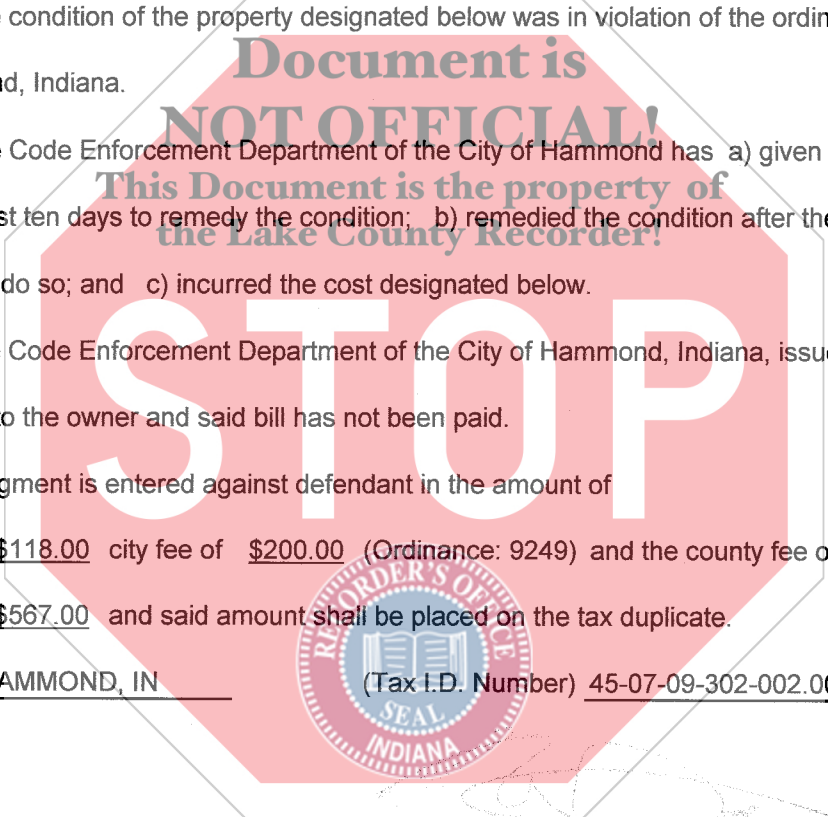 condition of the property designated below was in violation of the ordin
Document is
d, Indiana.
NOT OFFICIAL!
Code Enforcement Department of the City of Hammond has a) given
This Document is the property of
st ten days to remedy the condition; b) remedied the condition after the
the Lake County Recorder!
do so; and c) incurred the cost designated below.
STOP
Code Enforcement Department of the City of Hammond, Indiana, issue
o the owner and said bill has not been paid.
gment is entered against defendant in the amount of
$118.00 city fee of $200.00 (Ordinance: 9249) and the county fee o
RECORDER'S OFFICE
$567.00 and said amount shall be placed on the tax duplicate.
AMMOND, IN (Tax I.D. Number) 45-07-09-302-002.00
SEAL
INDIANA